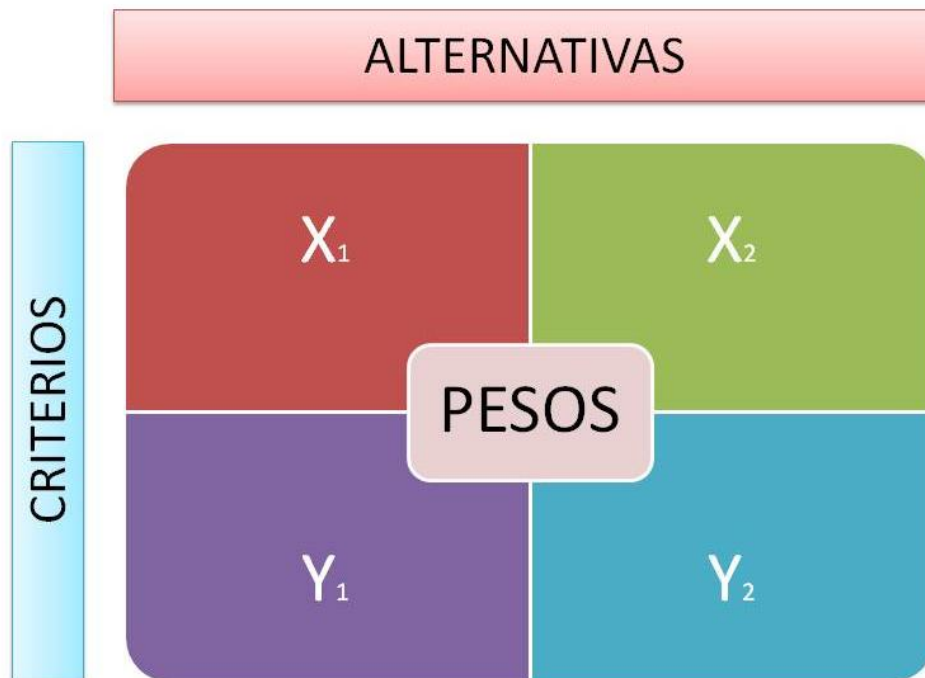 ALTERNATIVAS
CRITERIOS
X1
X2
PESOS
Y1
Y2